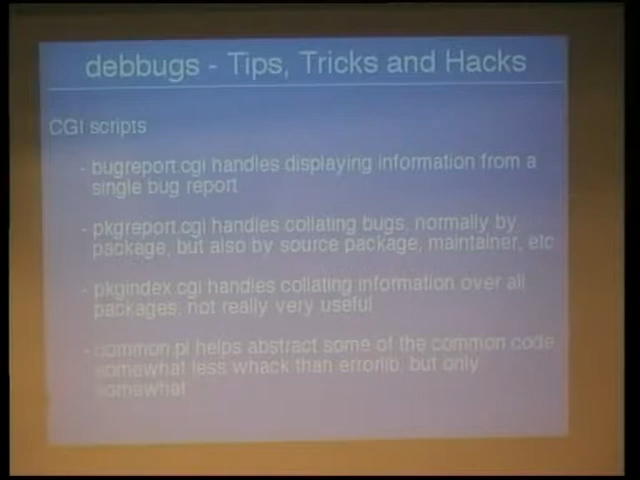 debbugs - Tips, Tricks and Hacks
CGI scripts
- bugreport.cgi handles displaying information from a
single bug report
- pkgreport.cgi handles collating bugs, normally by
package, but also by source package, maintainer, etc
- pkgindex.cgi handles collating information over all
packages, not really very useful
- common.pl helps abstract some of the common code
somewhat less whack than errorlib, but only
somewhat